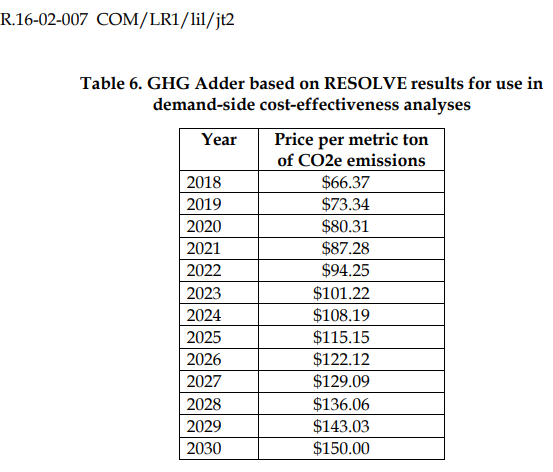 R.16-02-007 COM/LR1/lil/jt2
Table 6. GHG Adder based on RESOLVE results for use in
demand-side cost-effectiveness analyses
Year Price per metric ton
of CO2e emissions
2018 $66.37
2019 $73.34
2020 $80.31
2021 $87.28
2022 $94.25
2023 $101.22
2024 $108.19
2025 $115.15
2026 $122.12
2027 $129.09
2028 $136.06
2029 $143.03
2030 $150.00